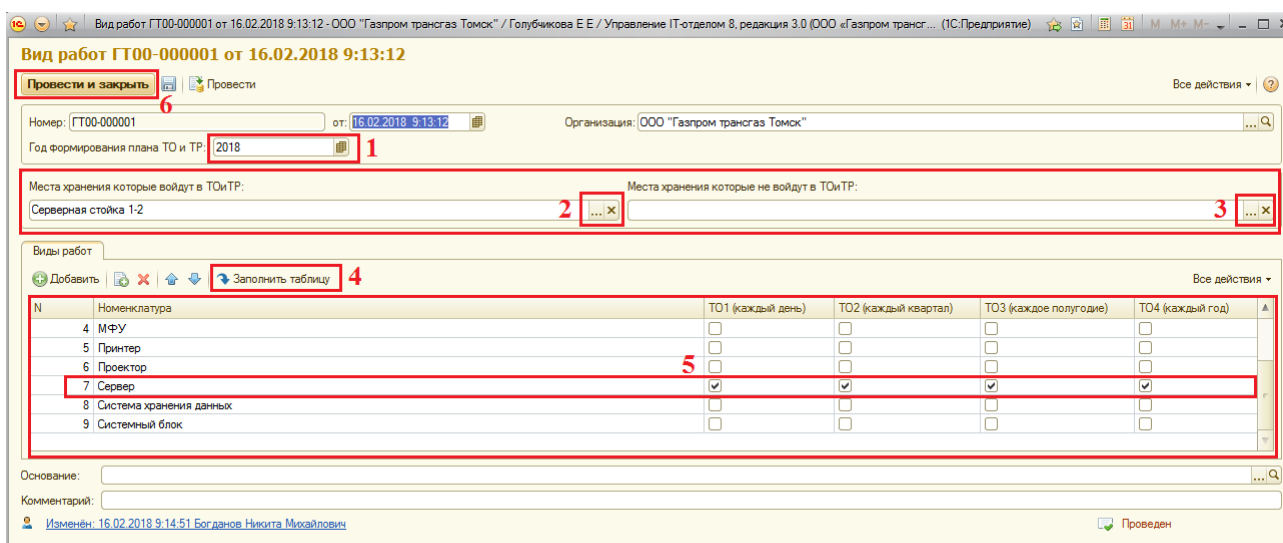 Вид работ ГТ00-000001 от 16.02.2018 9:13:12 - ООО "Газпром трансгаз Томск" / Голубчикова Е Е / Управление IT-отделом 8, редакция 3.0 (ООО «Газпром трансг... (1С:Предприятие) M M+ M-
Вид работ ГТ00-000001 от 16.02.2018 9:13:12
Провести и закрыть Провести Все действия
6
Номер: ГТ00-000001 от: 16.02.2018 9:13:12 Организация: ООО "Газпром трансгаз Томск" ...
Год формирования плана ТО и ТР: 2018 1
Места хранения которые войдут в ТОиТР: Места хранения которые не войдут в ТОиТР:
Серверная стойка 1-2 2 ... × 3 ... ×
Виды работ
Добавить Заполнить таблицу 4 Все действия
N Номенклатура ТО1 (каждый день) ТО2 (каждый квартал) ТО3 (каждое полугодие) ТО4 (каждый год)
4 МФУ
5 Принтер
6 Проектор 5
7 Сервер
8 Система хранения данных
9 Системный блок
Основание: ...
Комментарий:
Изменён: 16.02.2018 9:14:51 Богданов Никита Михайлович Проведен